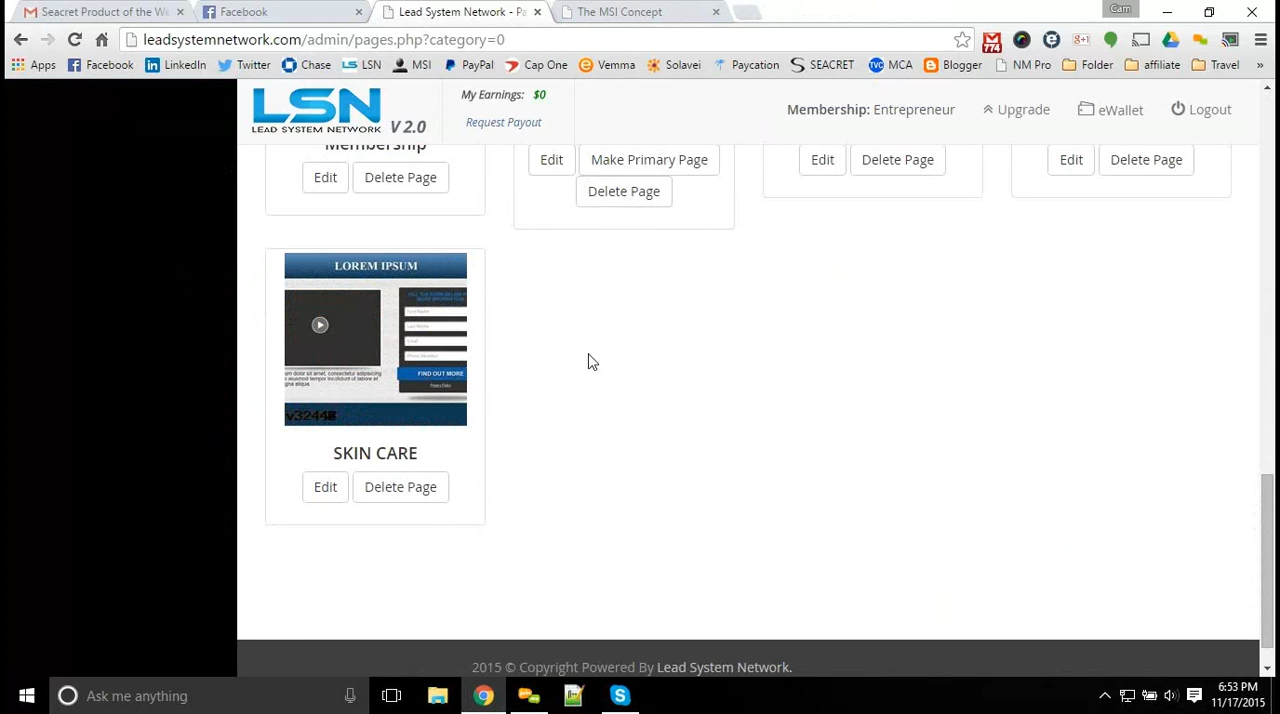 Seacret Product of the W
Facebook
Lead System Network - P
The MSI Concept
Cam
leadsystemnetwork.com/admin/pages.php?category=0
774
Apps
Facebook
LinkedIn
Twitter
Chase
LSN
MSI
PayPal
Cap One
Vemma
Solavei
Paycation
SEACRET
TVC
MCA
Blogger
NM Pro
Folder
affiliate
Travel
»
LSN
LEAD SYSTEM NETWORK
V 2.0
My Earnings: $0
Request Payout
Membership: Entrepreneur
Upgrade
eWallet
Logout
Membership
Edit
Delete Page
Edit
Make Primary Page
Delete Page
Edit
Delete Page
Edit
Delete Page
LOREM IPSUM
FIND OUT MORE
v32448
SKIN CARE
Edit
Delete Page
2015 © Copyright Powered By Lead System Network.
Ask me anything
6:53 PM
11/17/2015